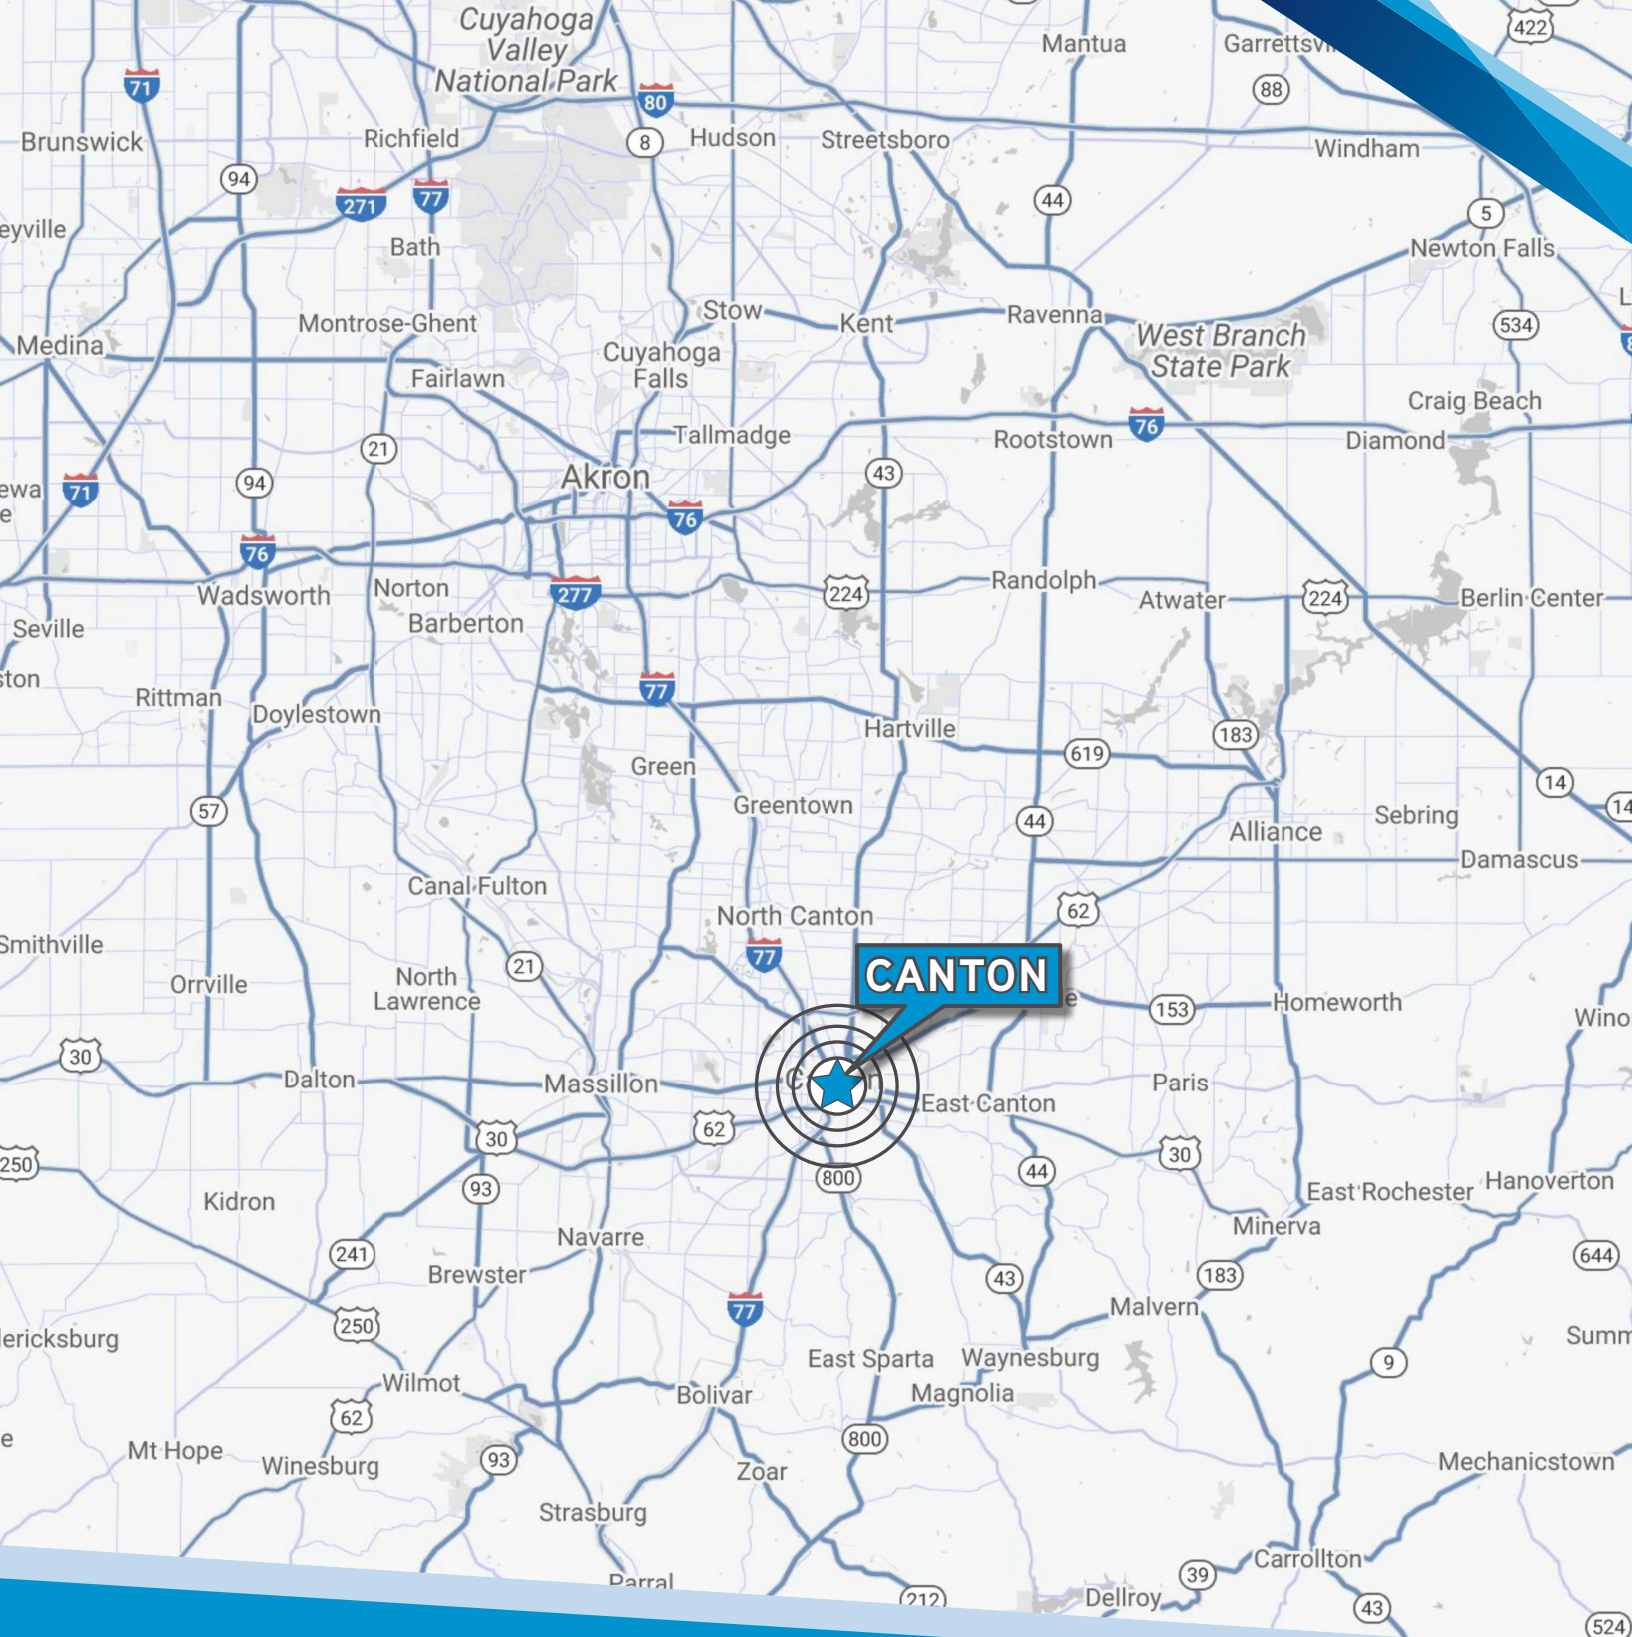 Cuyahoga
Valley
National Park
Mantua
422
88
71
80
Brunswick
Richfield
8
Hudson
Streetsboro
Windham
94
271
77
44
5
Bath
Newton Falls
Montrose-Ghent
Stow
Kent
Ravenna
West Branch
State Park
534
Medina
Cuyahoga
Falls
Fairlawn
Craig Beach
Tallmadge
76
Rootstown
Diamond
21
Akron
43
94
71
76
76
Wadsworth
Norton
277
224
Randolph
Atwater
224
Berlin Center
Barberton
Seville
77
Rittman
Doylestown
Hartville
183
619
Green
Greentown
14
14
57
44
Sebring
Alliance
Damascus
Canal Fulton
62
North Canton
Smithville
77
CANTON
21
Orrville
North
Lawrence
153
Homeworth
30
Dalton
Massillon
Paris
East Canton
30
62
250
30
44
800
93
Kidron
East Rochester
Hanoverton
Minerva
Navarre
241
644
Brewster
43
183
77
Malvern
250
East Sparta
Waynesburg
9
Wilmot
Bolivar
Magnolia
62
800
Mt Hope
Winesburg
93
Zoar
Mechanicstown
Strasburg
Carrollton
39
Parral
212
Dellroy
43
524